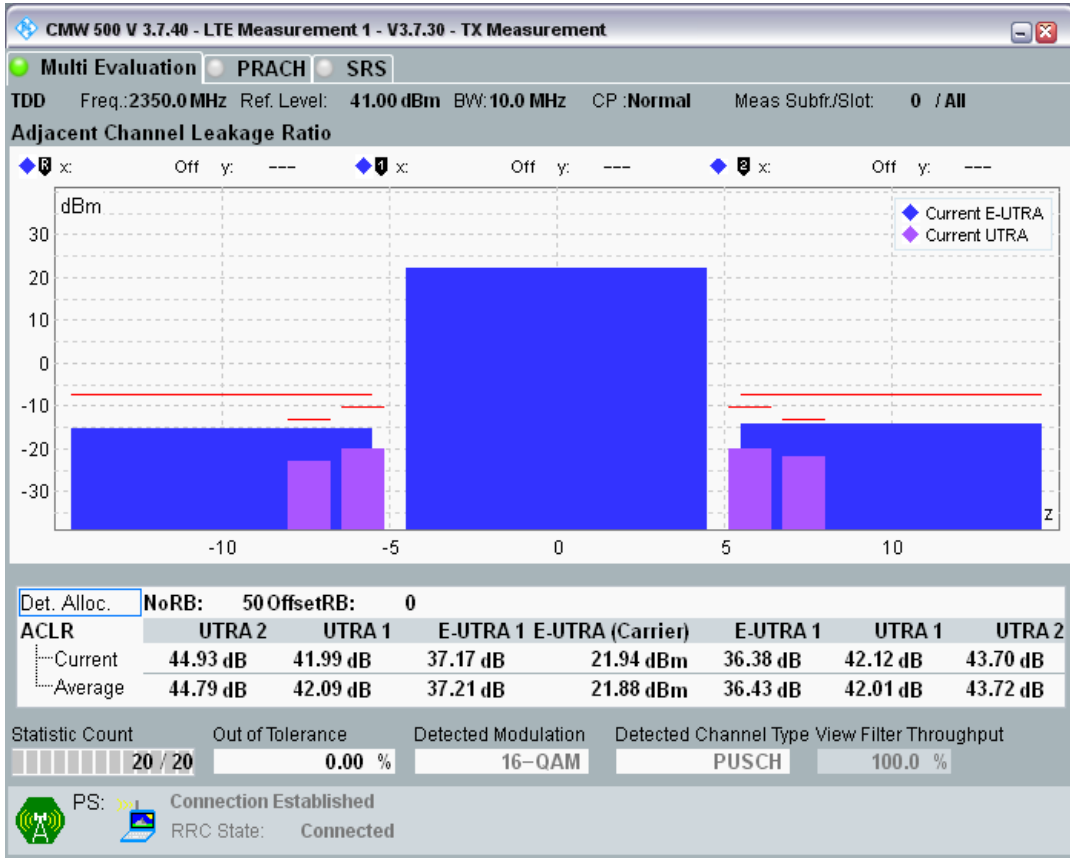 CMW 500 V 3.7.40 - LTE Measurement 1 - V3.7.30 - TX Measurement
Multi Evaluation PRACH SRS
TDD Freq.:2350.0 MHz Ref. Level: 41.00 dBm BW: 10.0 MHz CP :Normal Meas Subfr./Slot: 0 / All
Adjacent Channel Leakage Ratio
R x: Off y: --- 1 x: Off y: --- 2 x: Off y: ---
dBm
Current E-UTRA
Current UTRA
30
20
10
0
-10
-20
-30
z
-10 -5 0 5 10
Det. Alloc. NoRB: 50 OffsetRB: 0
ACLR UTRA 2 UTRA 1 E-UTRA 1 E-UTRA (Carrier) E-UTRA 1 UTRA 1 UTRA 2
Current 44.93 dB 41.99 dB 37.17 dB 21.94 dBm 36.38 dB 42.12 dB 43.70 dB
Average 44.79 dB 42.09 dB 37.21 dB 21.88 dBm 36.43 dB 42.01 dB 43.72 dB
Statistic Count Out of Tolerance Detected Modulation Detected Channel Type View Filter Throughput
20 / 20 0.00 % 16-QAM PUSCH 100.0 %
PS: Connection Established
RRC State: Connected